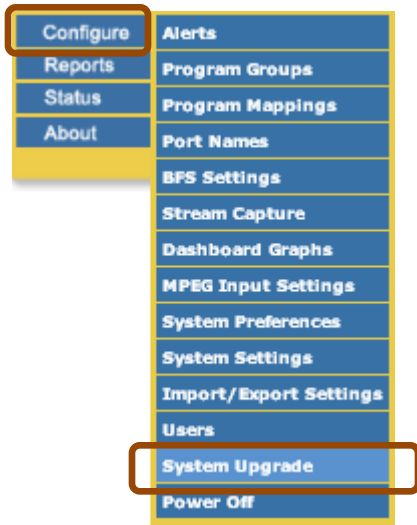 Configure
Reports
Status
About
Alerts
Program Groups
Program Mappings
Port Names
BFS Settings
Stream Capture
Dashboard Graphs
MPEG Input Settings
System Preferences
System Settings
Import/Export Settings
Users
System Upgrade
Power Off